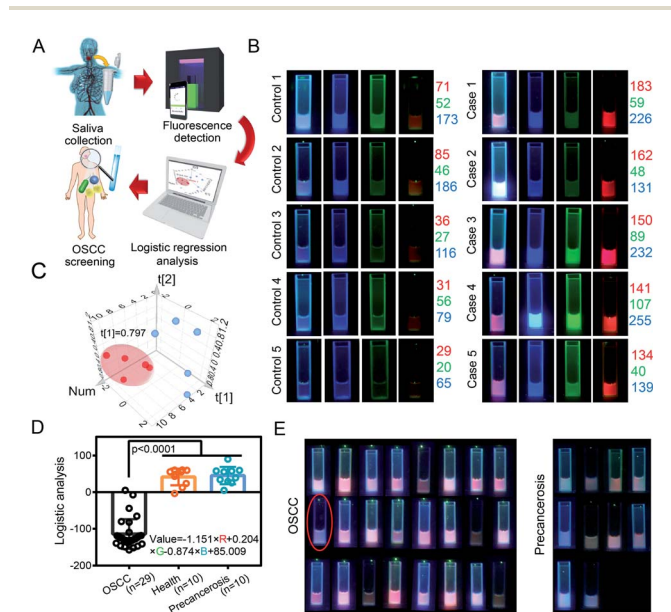 A
Saliva
collection
Fluorescence
detection
OSCC
screening
Logistic regression
analysis
B
Control 1
71
52
173
Case 1
183
59
226
Control 2
85
46
186
Case 2
162
48
131
Control 3
36
27
116
Case 3
150
89
232
Control 4
31
56
79
Case 4
141
107
255
Control 5
29
20
65
Case 5
134
40
139
C
t[2]
t[1]=0.797
Num
t[1]
D
p<0.0001
Logistic analysis
100
0
-100
-200
Value=-1.151×R+0.204
×G-0.874×B+85.009
OSCC
(n=29)
Health
(n=10)
Precancerosis
(n=10)
E
OSCC
Precancerosis